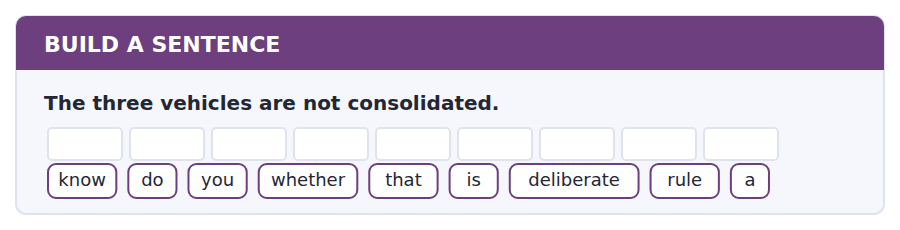 BUILD A SENTENCE
The three vehicles are not consolidated.
know do you whether that is deliberate rule a